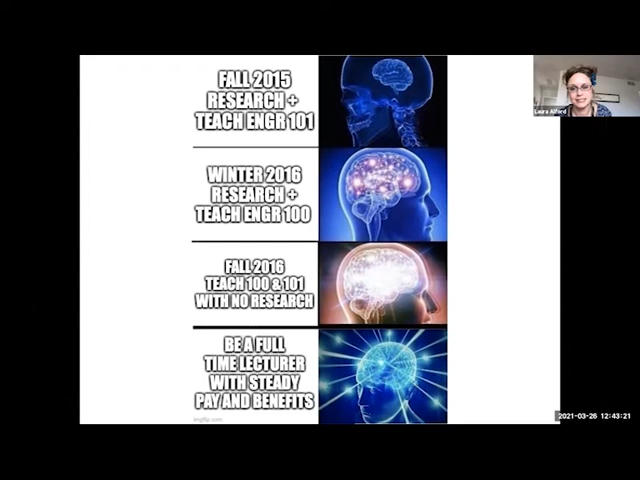 FALL 2015
RESEARCH +
TEACH ENGR 101
WINTER 2016
RESEARCH +
TEACH ENGR 100
FALL 2016
TEACH 100 & 101
WITH NO RESEARCH
BE A FULL
TIME LECTURER
WITH STEADY
PAY AND BENEFITS
imgflip.com
Laura Alford
2021-03-26 12:43:21